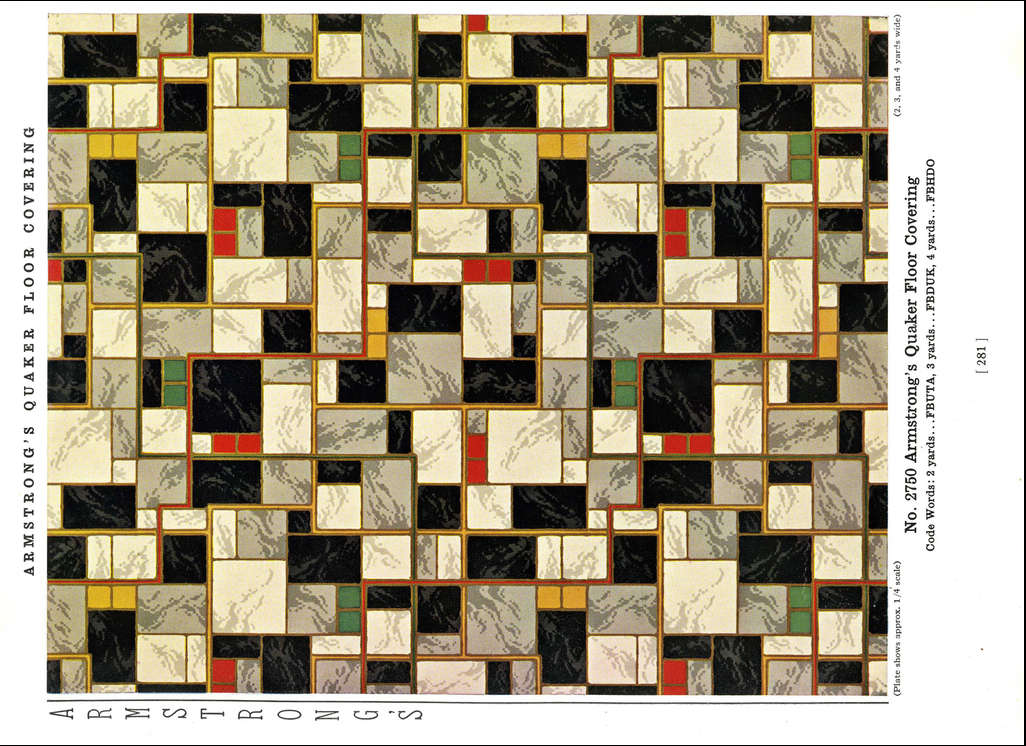 ARMSTRONG'S QUAKER FLOOR COVERING
ARMSTRONG'S
(Plate shows approx. 1/4 scale)
(2, 3, and 4 yards wide)
No. 2750 Armstrong's Quaker Floor Covering
Code Words: 2 yards...FBUTA, 3 yards...FBDUK, 4 yards...FBHDO
[ 281 ]